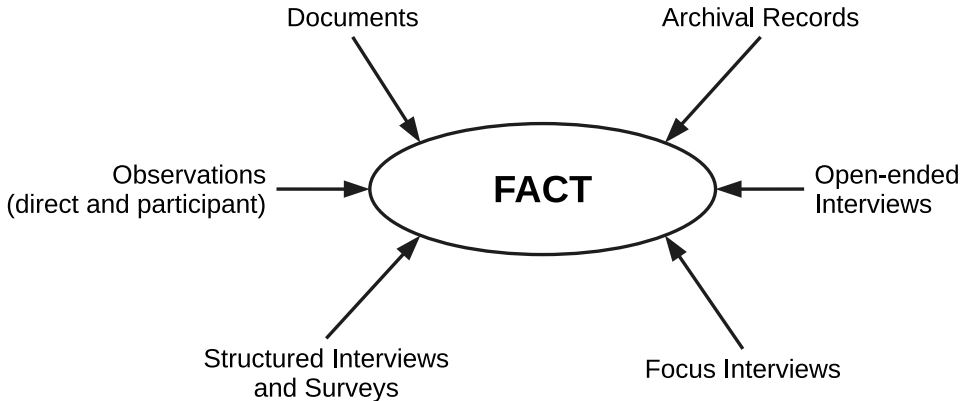 Documents
Archival Records
Observations
(direct and participant)
FACT
Open-ended
Interviews
Structured Interviews
and Surveys
Focus Interviews